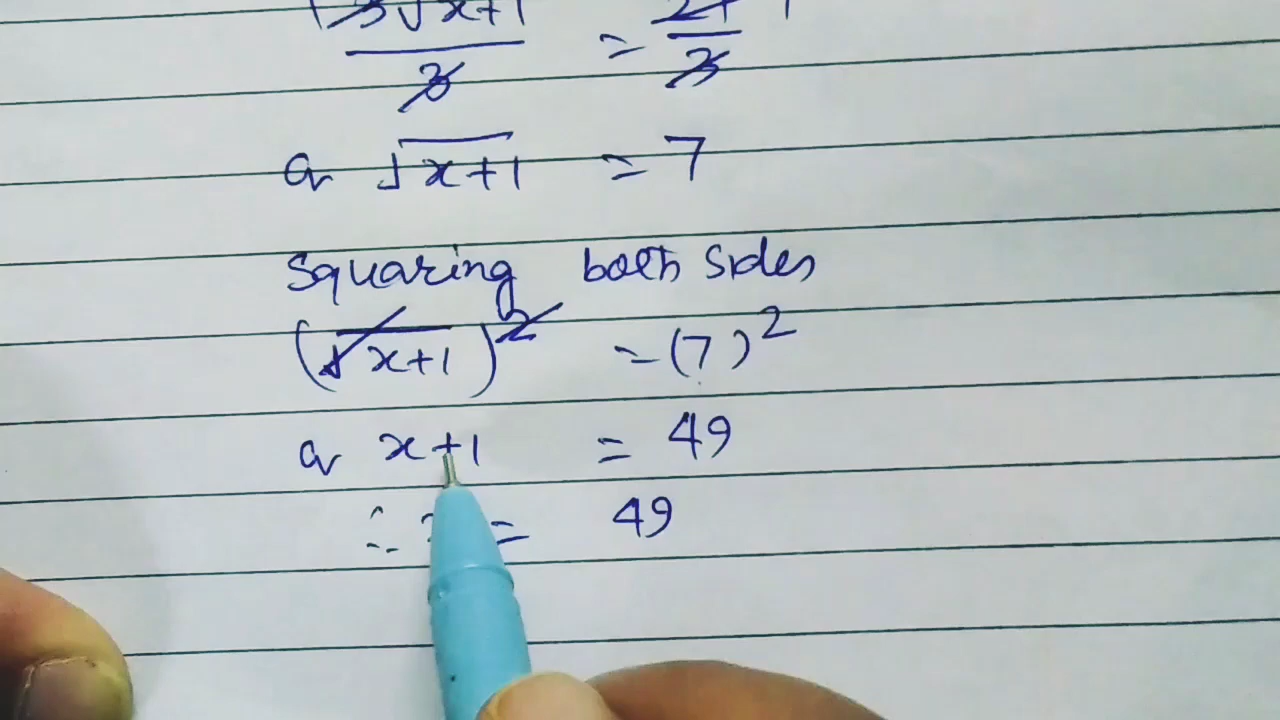 3√x+1 / 3 = 21 / 3
or √x+1 = 7
Squaring both sides
(√x+1)² = (7)²
or x+1 = 49
∴ = 49